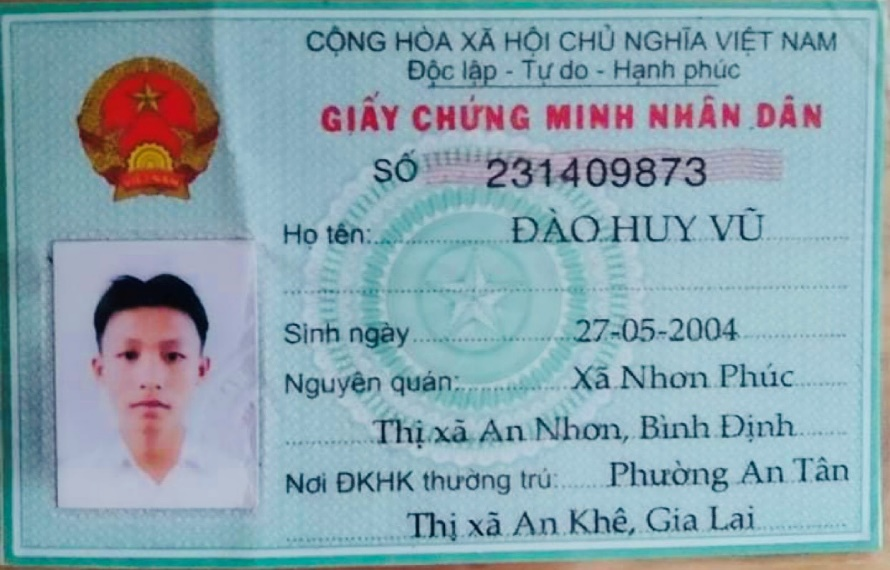 CỘNG HÒA XÃ HỘI CHỦ NGHĨA VIỆT NAM
Độc lập - Tự do - Hạnh phúc
GIẤY CHỨNG MINH NHÂN DÂN
SỐ 231409873
Họ tên: ĐÀO HUY VŨ
Sinh ngày 27-05-2004
Nguyên quán: Xã Nhơn Phúc
Thị xã An Nhơn, Bình Định
Nơi ĐKHK thường trú: Phường An Tân
Thị xã An Khê, Gia Lai
VIỆT NAM